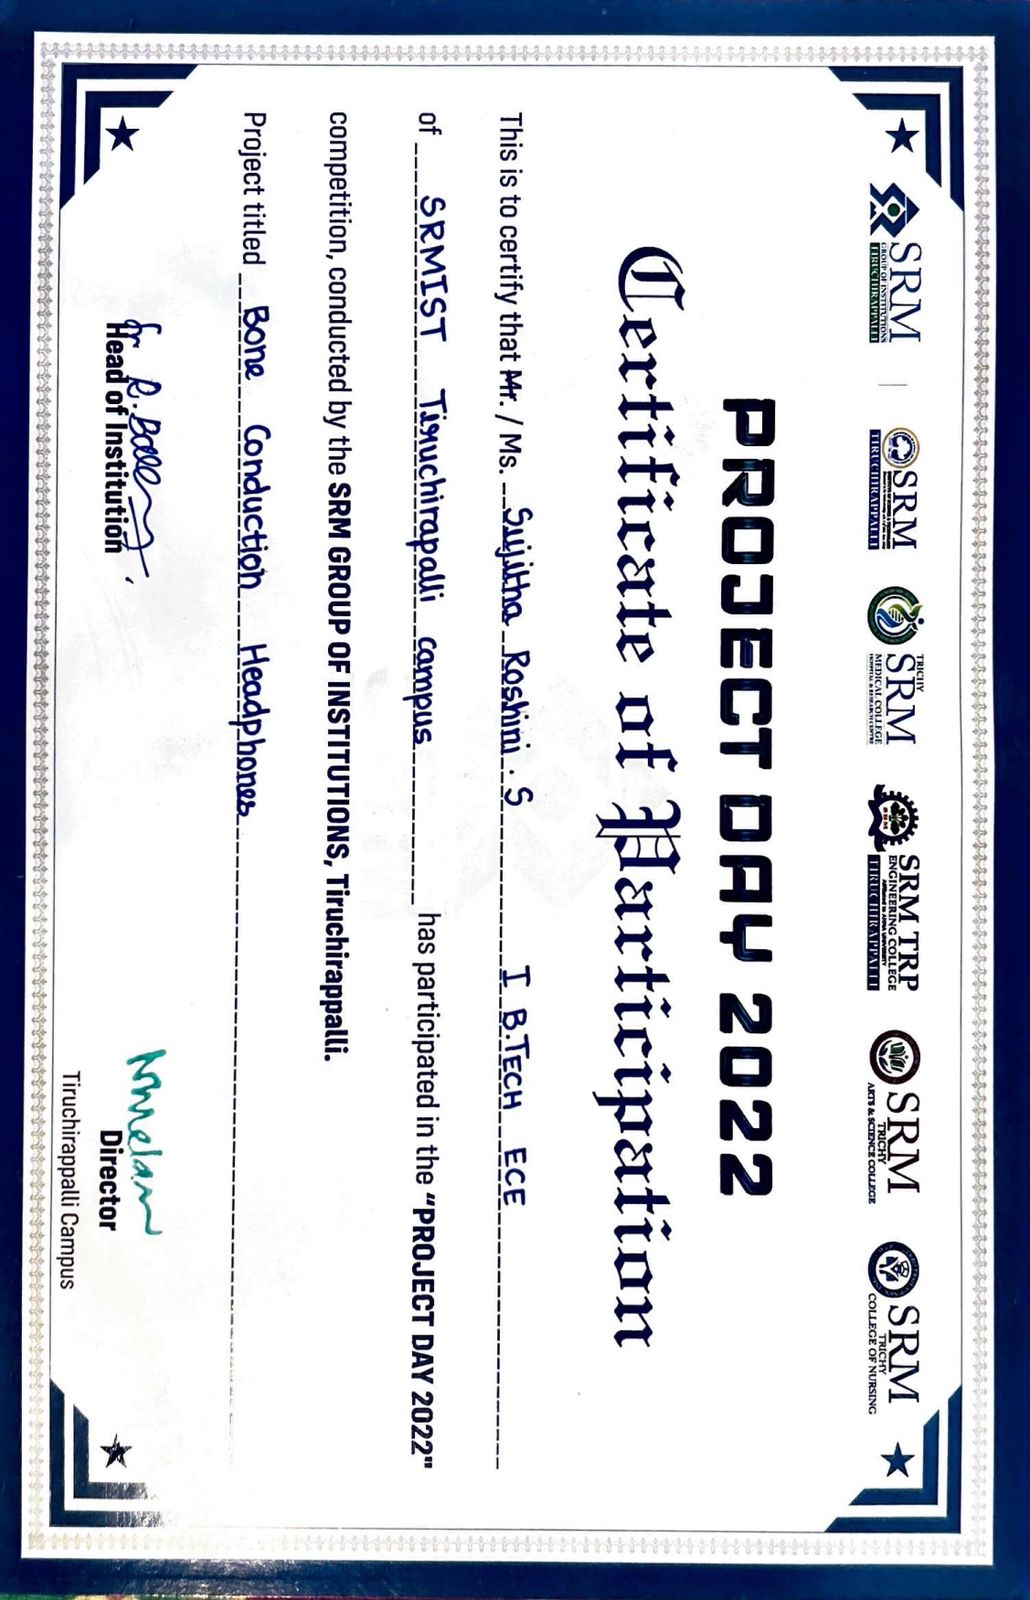 SRM
GROUP OF INSTITUTIONS
TIRUCHIRAPPALLI
SRM
TIRUCHIRAPPALLI
TRICHY
SRM
MEDICAL COLLEGE
HOSPITAL & RESEARCH CENTRE
SRM TRP
ENGINEERING COLLEGE
TIRUCHIRAPPALLI
SRM
TRICHY
ARTS & SCIENCE COLLEGE
SRM
TRICHY
COLLEGE OF NURSING
PROJECT DAY 2022
Certificate of Participation
This is to certify that Mr. / Ms. Sujitha Roshini . S I B.TECH ECE
of SRMIST Tiruchirapalli campus has participated in the "PROJECT DAY 2022"
competition, conducted by the SRM GROUP OF INSTITUTIONS, Tiruchirappalli.
Project titled Bone Conduction Headphones
Head of Institution
Director
Tiruchirappalli Campus